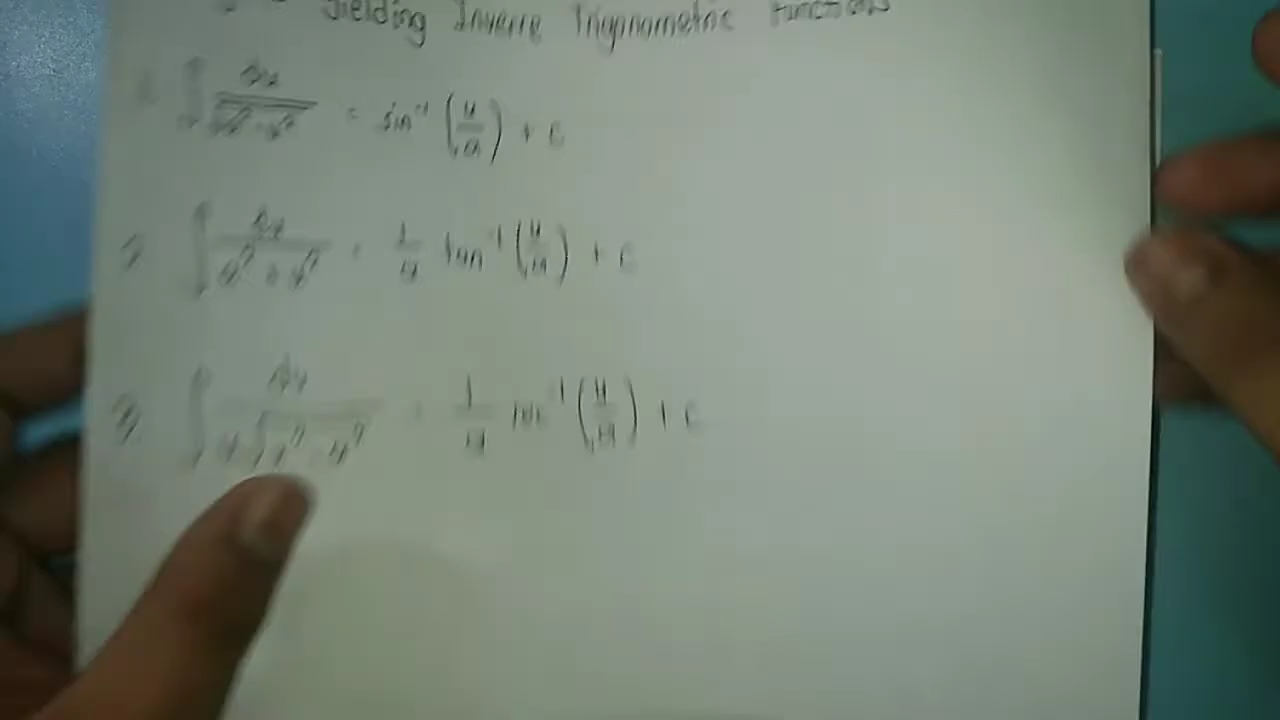 Yielding Inverse Trigonometric Functions
∫ du/√(a² - u²) = sin⁻¹ (u/a) + C
2. ∫ du/(a² + u²) = 1/a tan⁻¹ (u/a) + C
3. ∫ du/(u√(u² - a²)) = 1/a sec⁻¹ (u/a) + C